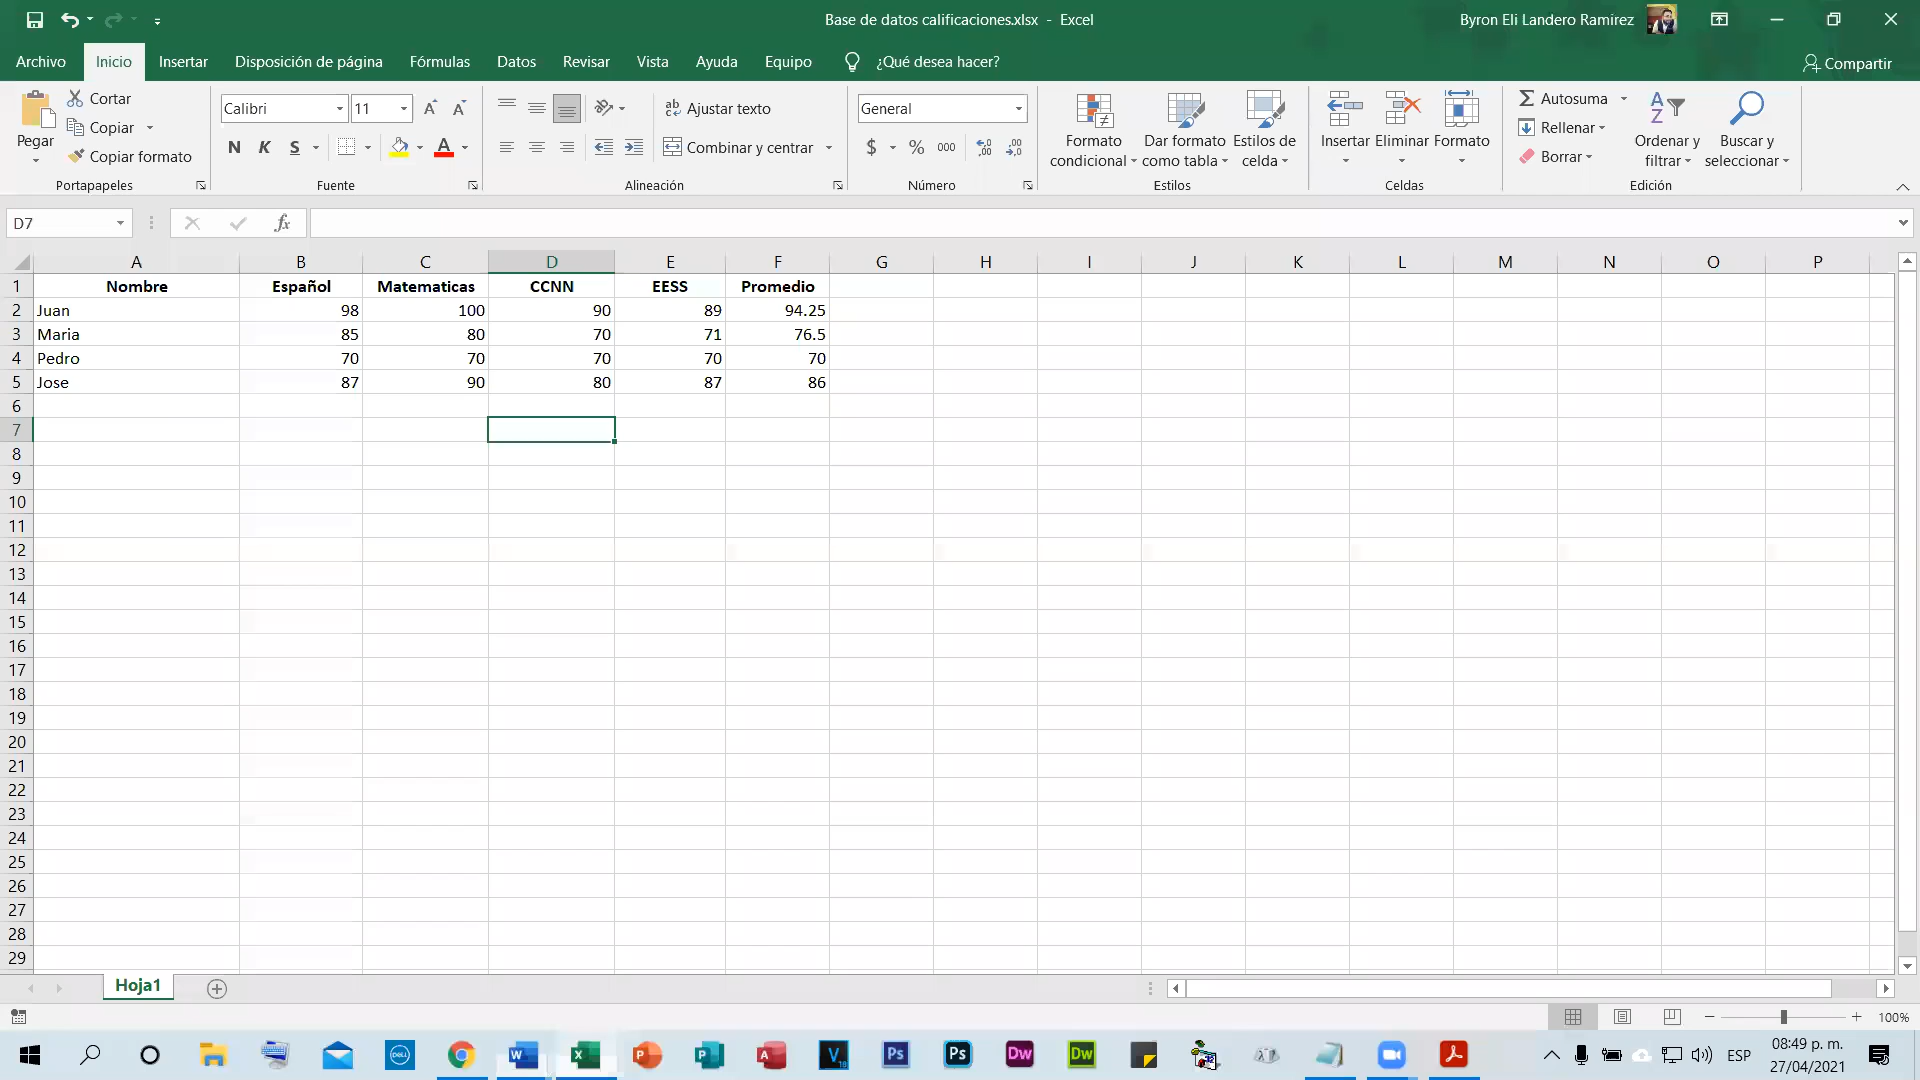 Base de datos calificaciones.xlsx - Excel
Byron Eli Landero Ramirez
Archivo Inicio Insertar Disposición de página Fórmulas Datos Revisar Vista Ayuda Equipo ¿Qué desea hacer? Compartir
Pegar
Cortar
Copiar
Copiar formato
Portapapeles
Calibri 11
N K S
Fuente
Ajustar texto
Combinar y centrar
Alineación
General
$ % 000
Número
Formato condicional
Dar formato como tabla
Estilos de celda
Estilos
Insertar Eliminar Formato
Celdas
Autosuma
Rellenar
Borrar
Ordenar y filtrar
Buscar y seleccionar
Edición
D7 fx
A B C D E F G H I J K L M N O P
1 Nombre Español Matematicas CCNN EESS Promedio
2 Juan 98 100 90 89 94.25
3 Maria 85 80 70 71 76.5
4 Pedro 70 70 70 70 70
5 Jose 87 90 80 87 86
6
7
8
9
10
11
12
13
14
15
16
17
18
19
20
21
22
23
24
25
26
27
28
29
Hoja1
100%
ESP
08:49 p. m.
27/04/2021